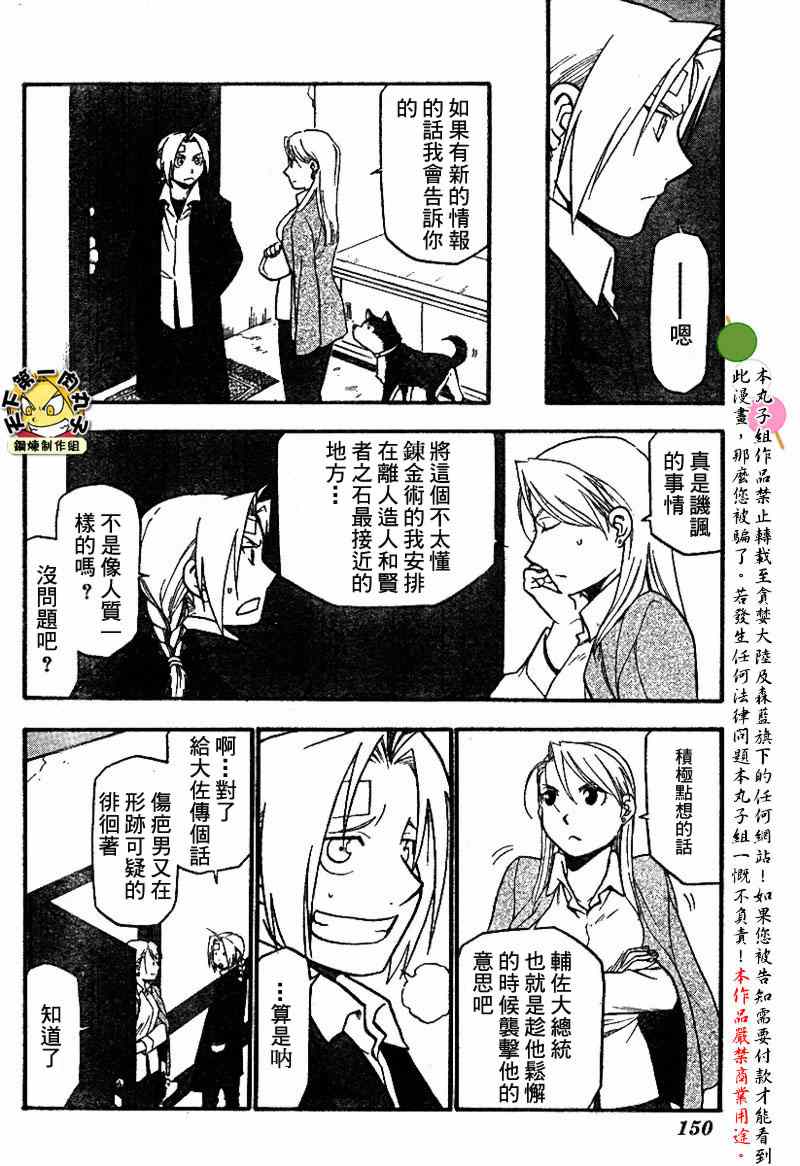 ——嗯
如果有新的情報
的話我會告訴你
的
真是譏諷
的事情
將這個不太懂
鍊金術的我安排
在離人造人和賢
者之石最接近的
地方…
不是像人質一
樣的嗎？
沒問題吧？
積極點想的話
輔佐大總統
也就是趁他鬆懈
的時候襲擊他的
意思吧
…算是吶
啊…對了
給大佐傳個話
傷疤男又在
形跡可疑的
徘徊著
知道了
150
天下第一肉丸子
鋼煉制作組
本丸子組作品禁止轉載至貪婪大陸及森藍旗下的任何網站！如果您被告知需要付款才能看到
此漫畫，那麼您被騙了。若發生任何法律問題本丸子組一慨不負責！本作品嚴禁商業用途。